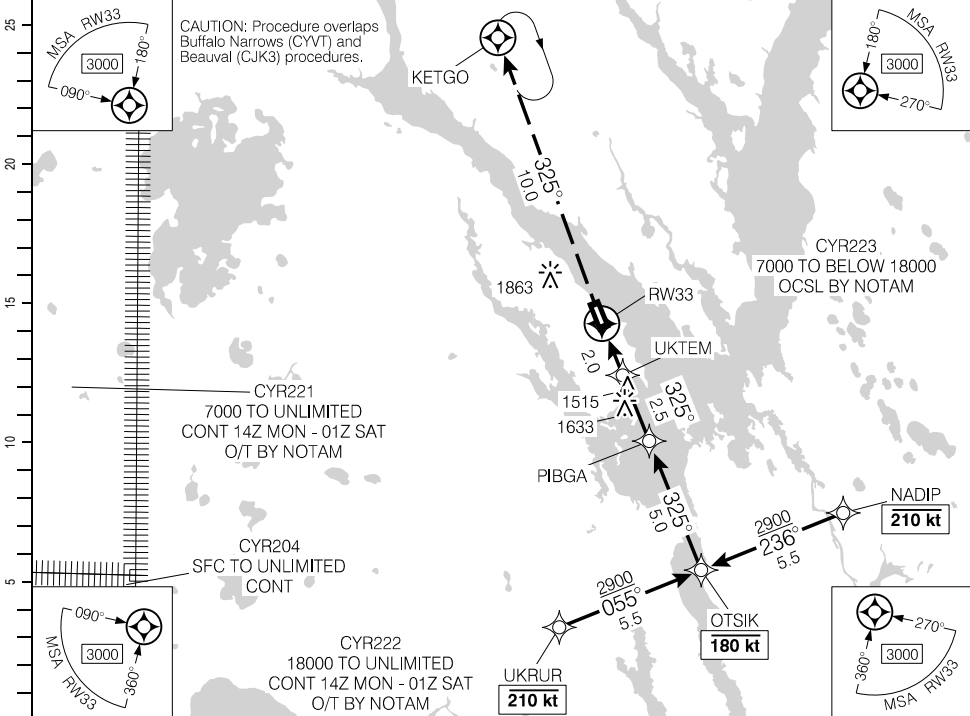 25
20
15
10
5
MSA RW33
3000
180°
090°
CAUTION: Procedure overlaps
Buffalo Narrows (CYVT) and
Beauval (CJK3) procedures.
KETGO
MSA RW33
3000
180°
270°
325°
10.0
CYR223
7000 TO BELOW 18000
OCSL BY NOTAM
1863
RW33
UKTEM
2.0
CYR221
7000 TO UNLIMITED
CONT 14Z MON - 01Z SAT
O/T BY NOTAM
1515
1633
325°
2.5
PIBGA
325°
5.0
NADIP
210 kt
2900
236°
5.5
CYR204
SFC TO UNLIMITED
CONT
2900
055°
5.5
OTSIK
180 kt
UKRUR
210 kt
CYR222
18000 TO UNLIMITED
CONT 14Z MON - 01Z SAT
O/T BY NOTAM
090°
3000
360°
MSA RW33
270°
3000
360°
MSA RW33